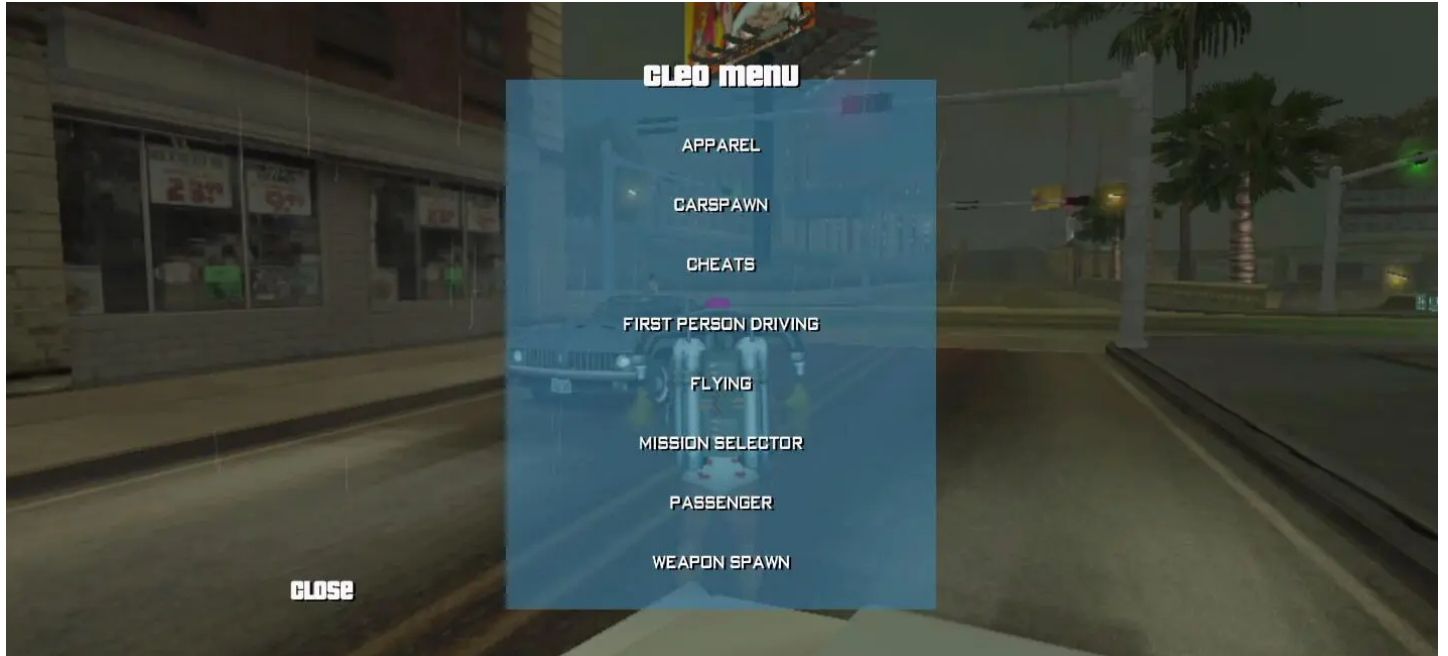 CLEO MENU
APPAREL
CARSPAWN
CHEATS
FIRST PERSON DRIVING
FLYING
MISSION SELECTOR
PASSENGER
WEAPON SPAWN
CLOSE